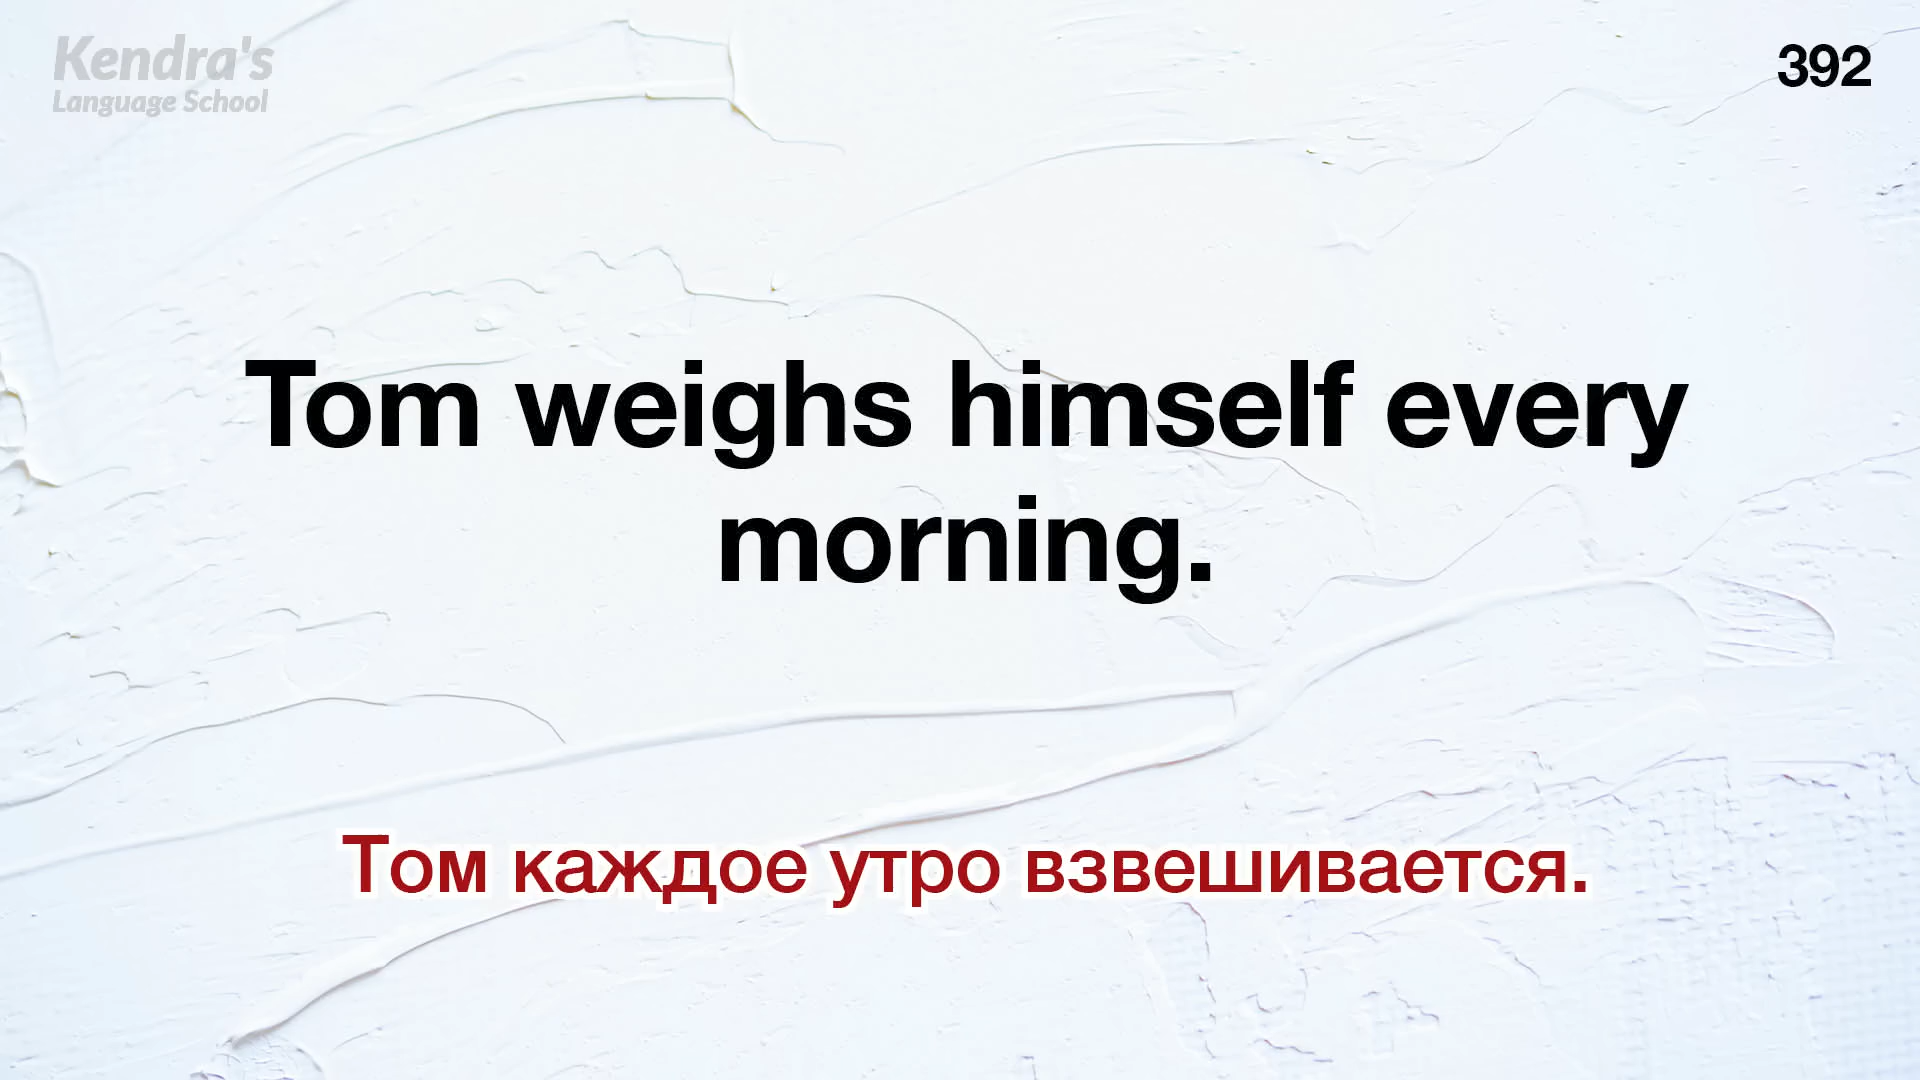 Kendra's
Language School
392
Tom weighs himself every
morning.
Том каждое утро взвешивается.